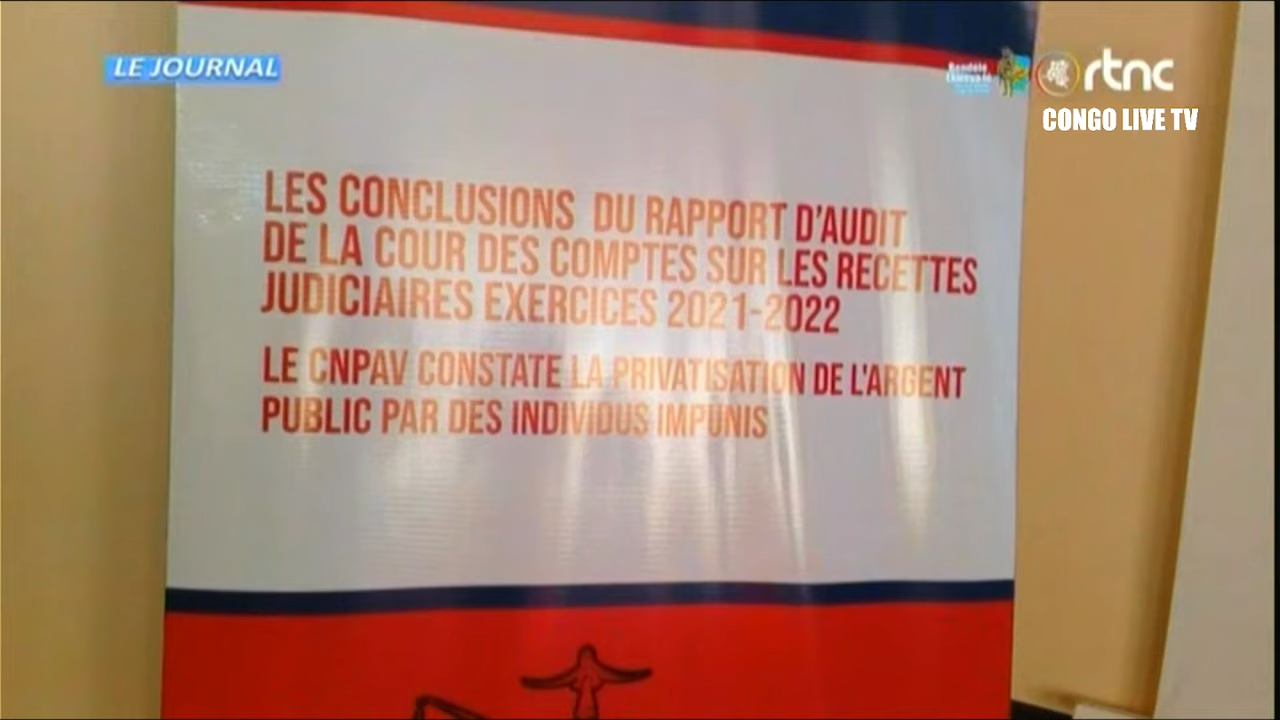 LE JOURNAL
rtnc
CONGO LIVE TV
LES CONCLUSIONS DU RAPPORT D'AUDIT
DE LA COUR DES COMPTES SUR LES RECETTES
JUDICIAIRES EXERCICES 2021-2022
LE CNPAV CONSTATE LA PRIVATISATION DE L'ARGENT
PUBLIC PAR DES INDIVIDUS IMPUNIS